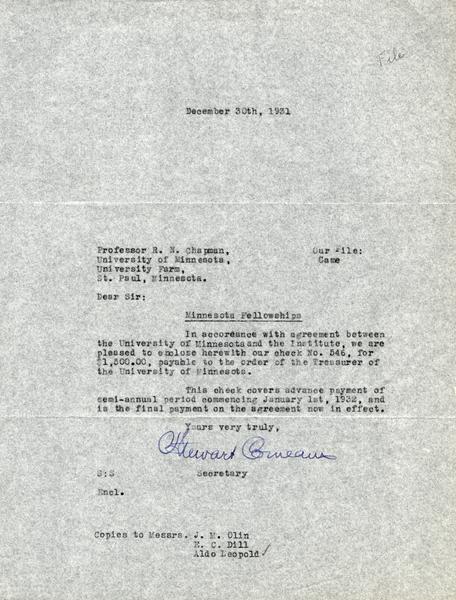 File
December 30th, 1931
Professor R. N. Chapman,
University of Minnesota,
University Farm,
St. Paul, Minnesota.
Our File:
Game
Dear Sir:
Minnesota Fellowships
In accordance with agreement between
the University of Minnesota and the Institute, we are
pleased to enclose herewith our check No. 546, for
$1,500.00, payable to the order of the Treasurer of
the University of Minnesota.
This check covers advance payment of
semi-annual period commencing January 1st, 1932, and
is the final payment on the agreement now in effect.
Yours very truly,
Stewart Comeaux
S:S
Secretary
Encl.
Copies to Messrs. J. M. Olin
E. C. Dill
Aldo Leopold ✓